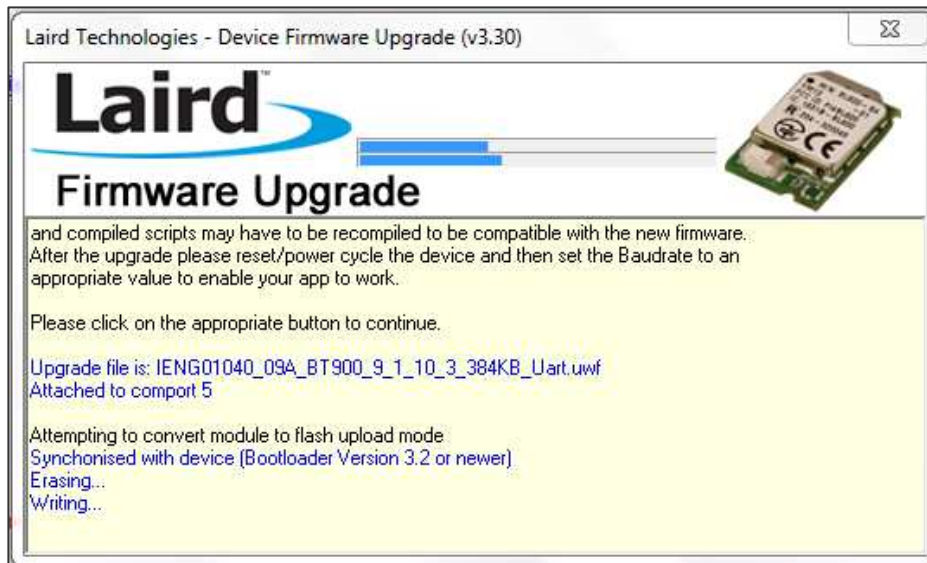 Laird Technologies - Device Firmware Upgrade (v3.30)
Laird™
Firmware Upgrade
and compiled scripts may have to be recompiled to be compatible with the new firmware.
After the upgrade please reset/power cycle the device and then set the Baudrate to an
appropriate value to enable your app to work.
Please click on the appropriate button to continue.
Upgrade file is: IENG01040_09A_BT900_9_1_10_3_384KB_Uart.uwf
Attached to comport 5
Attempting to convert module to flash upload mode
Synchonised with device (Bootloader Version 3.2 or newer)
Erasing...
Writing...